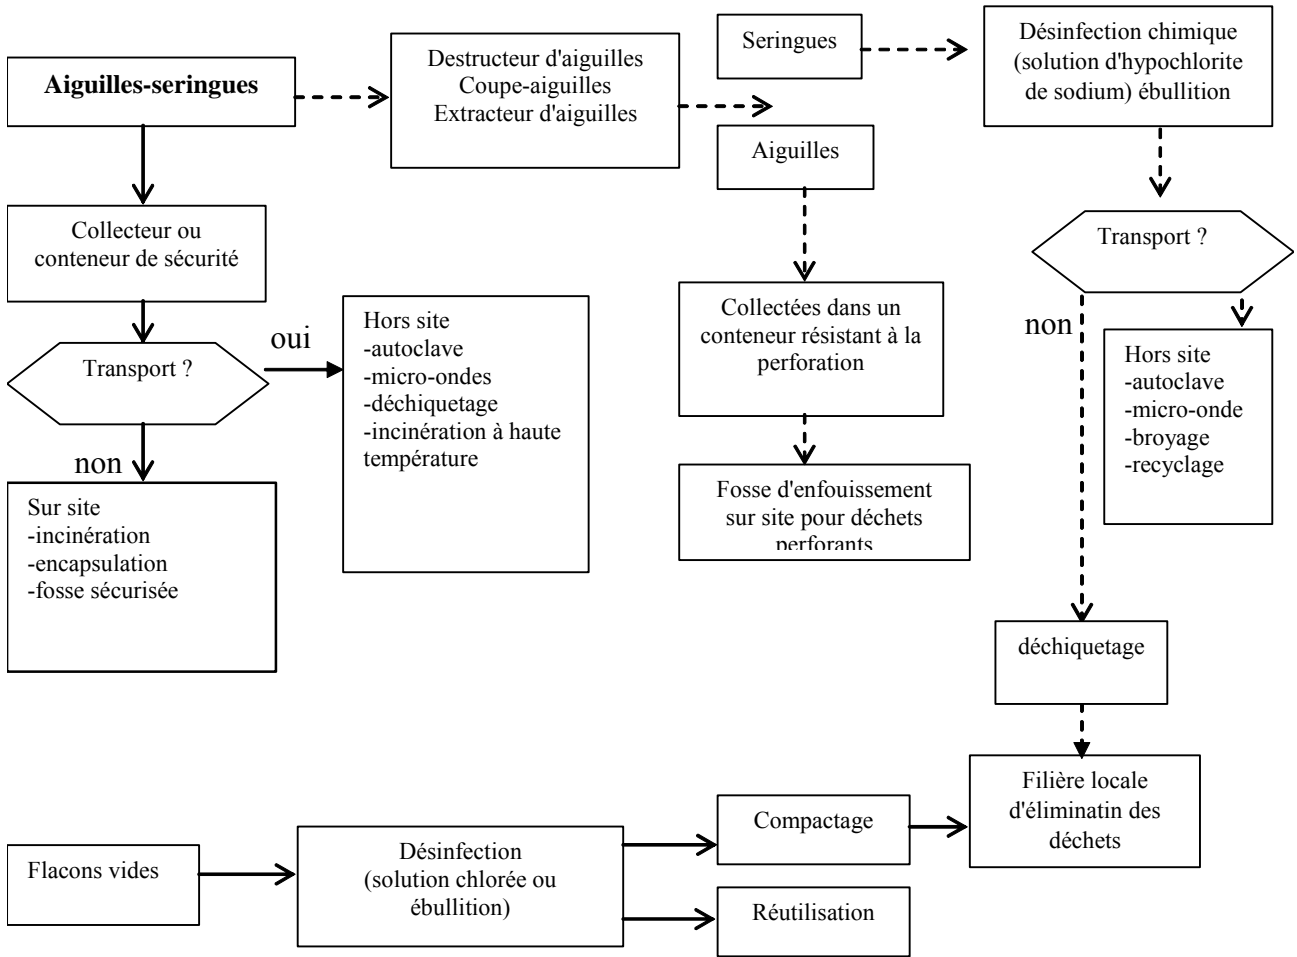 Aiguilles-seringues
Destructeur d'aiguilles
Coupe-aiguilles
Extracteur d'aiguilles
Seringues
Désinfection chimique
(solution d'hypochlorite
de sodium) ébullition
Aiguilles
Collecteur ou
conteneur de sécurité
Transport ?
oui
non
Hors site
-autoclave
-micro-ondes
-déchiquetage
-incinération à haute
température
Sur site
-incinération
-encapsulation
-fosse sécurisée
Collectées dans un
conteneur résistant à la
perforation
Fosse d'enfouissement
sur site pour déchets
perforants
Transport ?
non
Hors site
-autoclave
-micro-onde
-broyage
-recyclage
déchiquetage
Filière locale
d'éliminatin des
déchets
Flacons vides
Désinfection
(solution chlorée ou
ébullition)
Compactage
Réutilisation